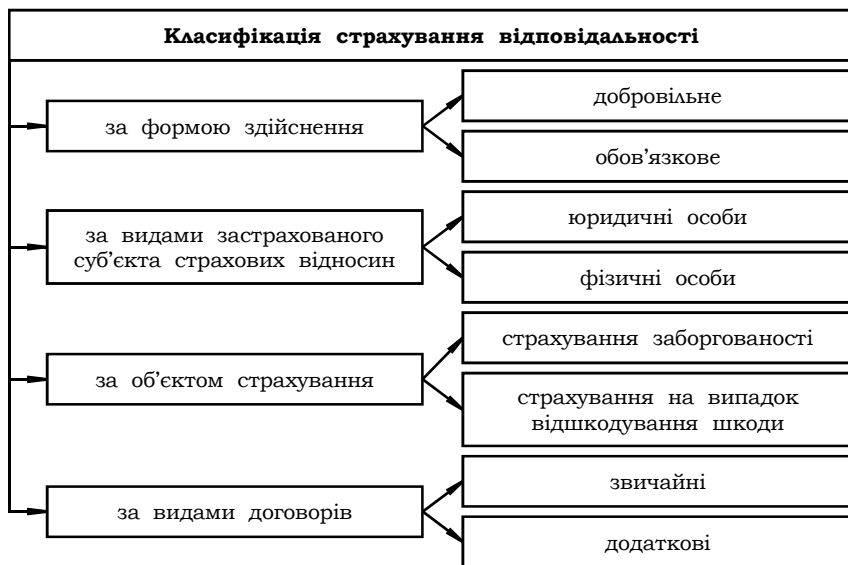 Класифікація страхування відповідальності
за формою здійснення
добровільне
обов’язкове
за видами застрахованого
суб’єкта страхових відносин
юридичні особи
фізичні особи
за об’єктом страхування
страхування заборгованості
страхування на випадок
відшкодування шкоди
за видами договорів
звичайні
додаткові